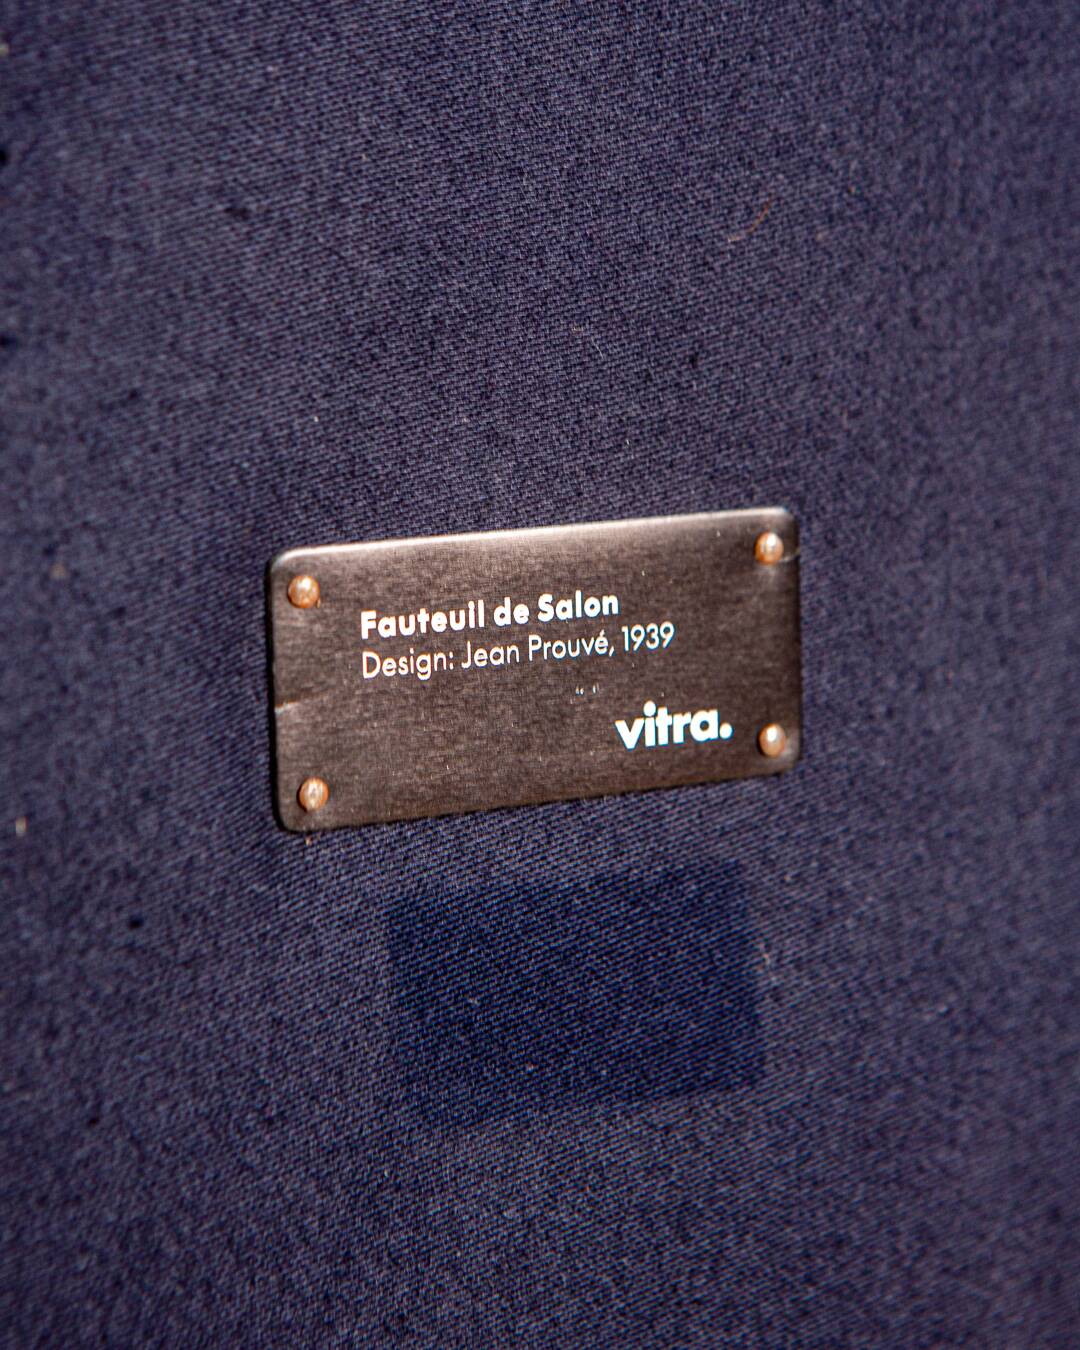 Fauteuil de Salon
Design: Jean Prouvé, 1939
vitra.